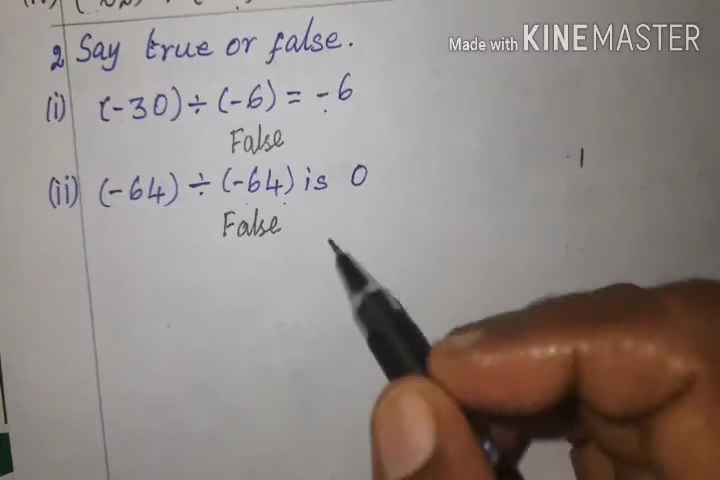 Made with KINEMASTER
2 Say true or false.
(i) (-30) ÷ (-6) = -6
False
(ii) (-64) ÷ (-64) is 0
False